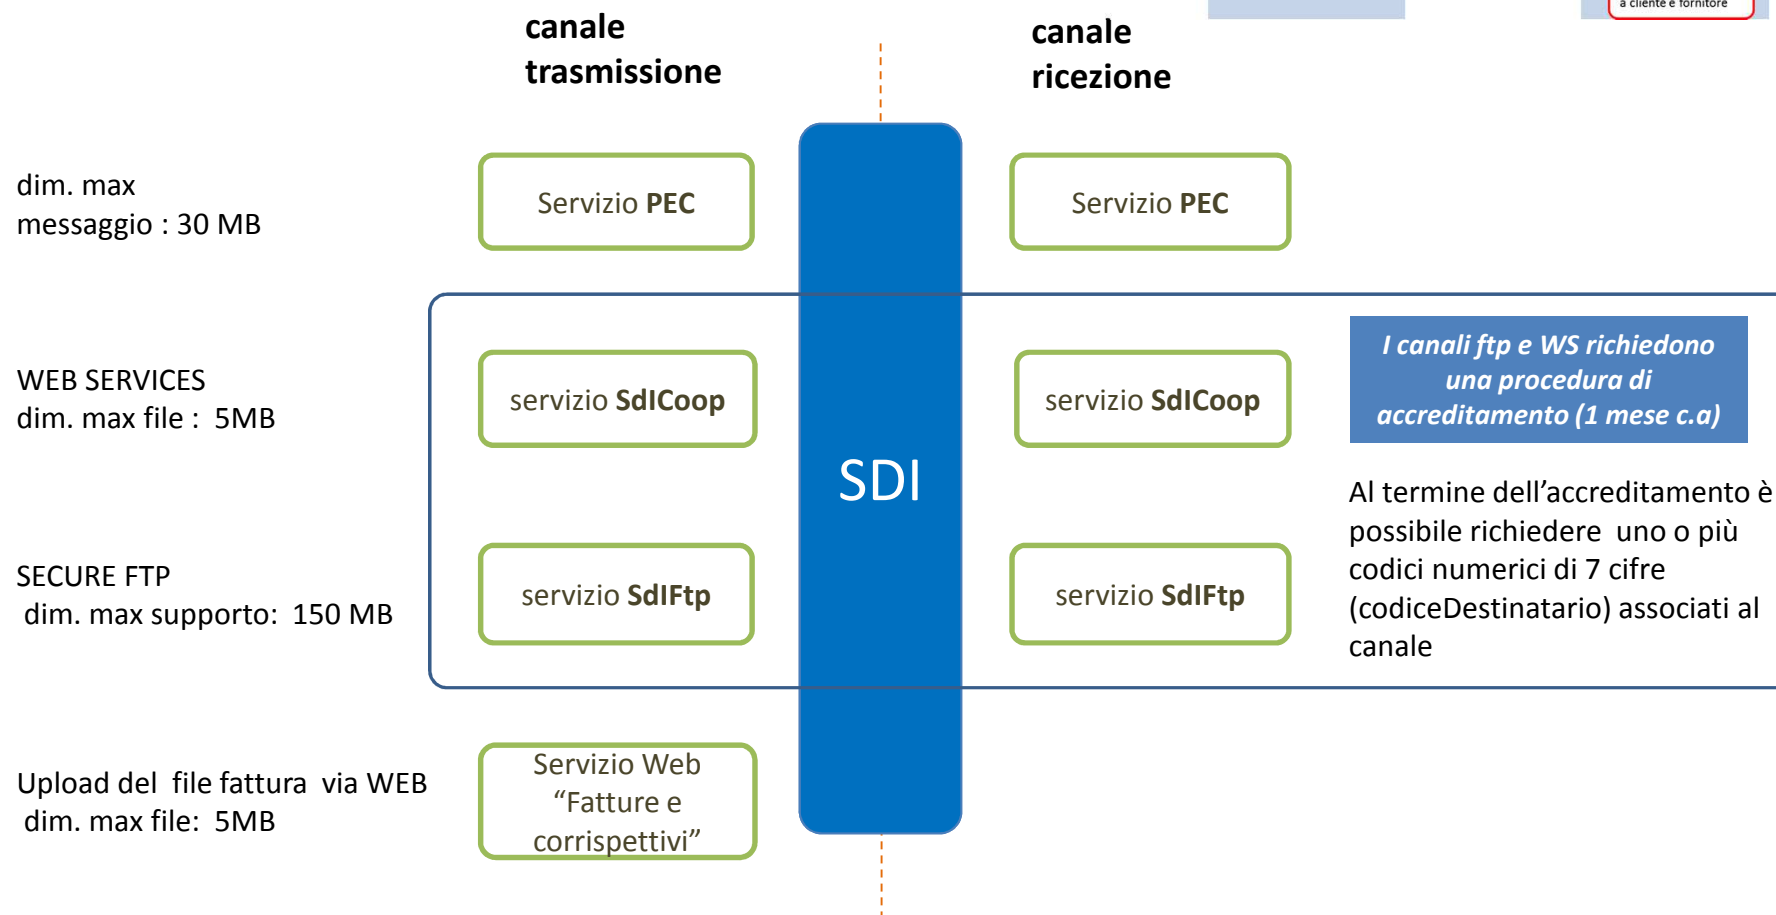 a cliente e fornitore
canale
trasmissione
canale
ricezione
dim. max
messaggio : 30 MB
Servizio PEC
Servizio PEC
WEB SERVICES
dim. max file : 5MB
servizio SdICoop
servizio SdICoop
I canali ftp e WS richiedono
una procedura di
accreditamento (1 mese c.a)
SDI
Al termine dell’accreditamento è
possibile richiedere uno o più
codici numerici di 7 cifre
(codiceDestinatario) associati al
canale
SECURE FTP
dim. max supporto: 150 MB
servizio SdIFtp
servizio SdIFtp
Upload del file fattura via WEB
dim. max file: 5MB
Servizio Web
“Fatture e
corrispettivi”